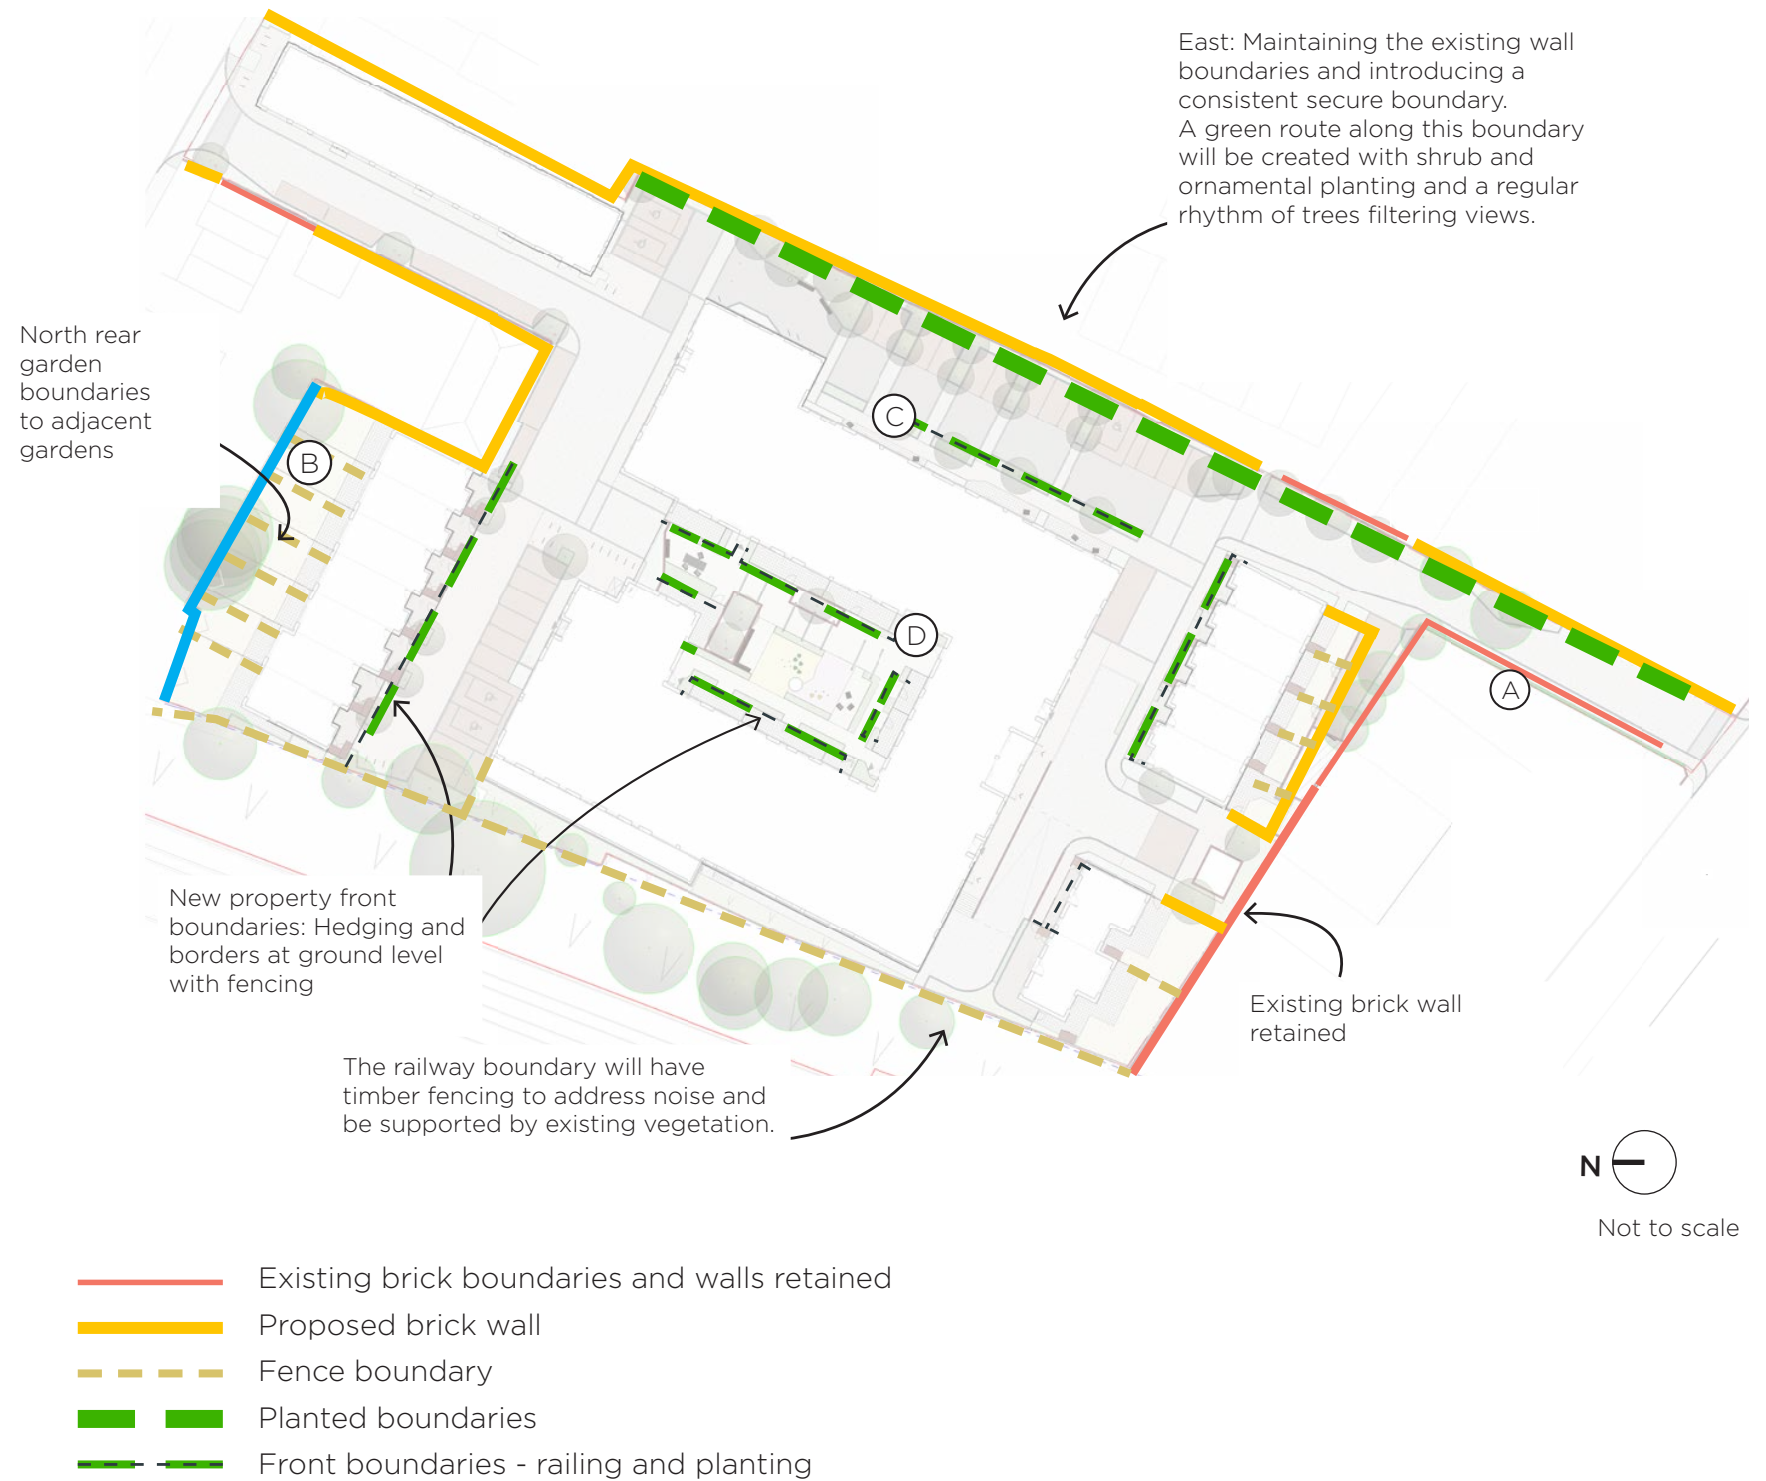 East: Maintaining the existing wall
boundaries and introducing a
consistent secure boundary.
A green route along this boundary
will be created with shrub and
ornamental planting and a regular
rhythm of trees filtering views.
North rear
garden
boundaries
to adjacent
gardens
B
C
D
A
New property front
boundaries: Hedging and
borders at ground level
with fencing
Existing brick wall
retained
The railway boundary will have
timber fencing to address noise and
be supported by existing vegetation.
N
Not to scale
Existing brick boundaries and walls retained
Proposed brick wall
Fence boundary
Planted boundaries
Front boundaries - railing and planting